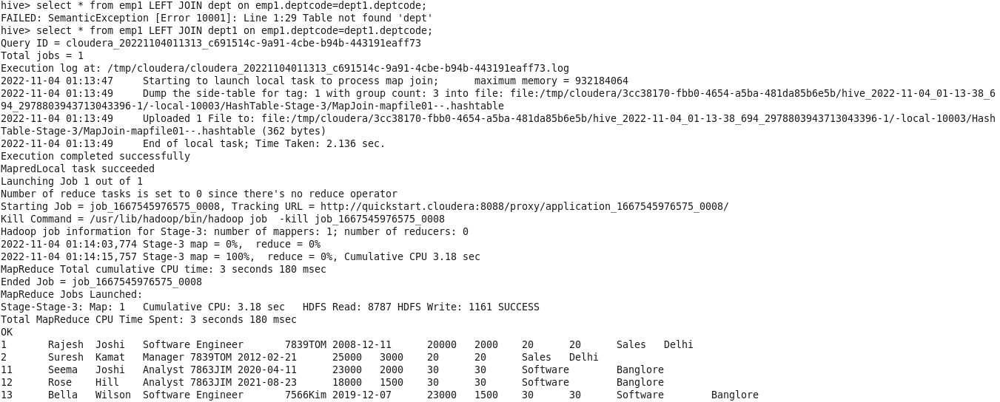 hive> select * from emp1 LEFT JOIN dept on emp1.deptcode=dept1.deptcode;
FAILED: SemanticException [Error 10001]: Line 1:29 Table not found 'dept'
hive> select * from emp1 LEFT JOIN dept1 on emp1.deptcode=dept1.deptcode;
Query ID = cloudera_20221104011313_c691514c-9a91-4cbe-b94b-443191eaff73
Total jobs = 1
Execution log at: /tmp/cloudera/cloudera_20221104011313_c691514c-9a91-4cbe-b94b-443191eaff73.log
2022-11-04 01:13:47     Starting to launch local task to process map join;      maximum memory = 932184064
2022-11-04 01:13:49     Dump the side-table for tag: 1 with group count: 3 into file: file:/tmp/cloudera/3cc38170-fbb0-4654-a5ba-481da85b6e5b/hive_2022-11-04_01-13-38_6
94_2978803943713043396-1/-local-10003/HashTable-Stage-3/MapJoin-mapfile01--.hashtable
2022-11-04 01:13:49     Uploaded 1 File to: file:/tmp/cloudera/3cc38170-fbb0-4654-a5ba-481da85b6e5b/hive_2022-11-04_01-13-38_694_2978803943713043396-1/-local-10003/Hash
Table-Stage-3/MapJoin-mapfile01--.hashtable (362 bytes)
2022-11-04 01:13:49     End of local task; Time Taken: 2.136 sec.
Execution completed successfully
MapredLocal task succeeded
Launching Job 1 out of 1
Number of reduce tasks is set to 0 since there's no reduce operator
Starting Job = job_1667545976575_0008, Tracking URL = http://quickstart.cloudera:8088/proxy/application_1667545976575_0008/
Kill Command = /usr/lib/hadoop/bin/hadoop job  -kill job_1667545976575_0008
Hadoop job information for Stage-3: number of mappers: 1; number of reducers: 0
2022-11-04 01:14:03,774 Stage-3 map = 0%,  reduce = 0%
2022-11-04 01:14:15,757 Stage-3 map = 100%,  reduce = 0%, Cumulative CPU 3.18 sec
MapReduce Total cumulative CPU time: 3 seconds 180 msec
Ended Job = job_1667545976575_0008
MapReduce Jobs Launched:
Stage-Stage-3: Map: 1   Cumulative CPU: 3.18 sec   HDFS Read: 8787 HDFS Write: 1161 SUCCESS
Total MapReduce CPU Time Spent: 3 seconds 180 msec
OK
1       Rajesh  Joshi   Software Engineer       7839TOM 2008-12-11      20000   2000    20      20      Sales   Delhi
2       Suresh  Kamat   Manager 7839TOM 2012-02-21      25000   3000    20      20      Sales   Delhi
11      Seema   Joshi   Analyst 7863JIM 2020-04-11      23000   2000    30      30      Software        Banglore
12      Rose    Hill    Analyst 7863JIM 2021-08-23      18000   1500    30      30      Software        Banglore
13      Bella   Wilson  Software Engineer       7566Kim 2019-12-07      23000   1500    30      30      Software        Banglore